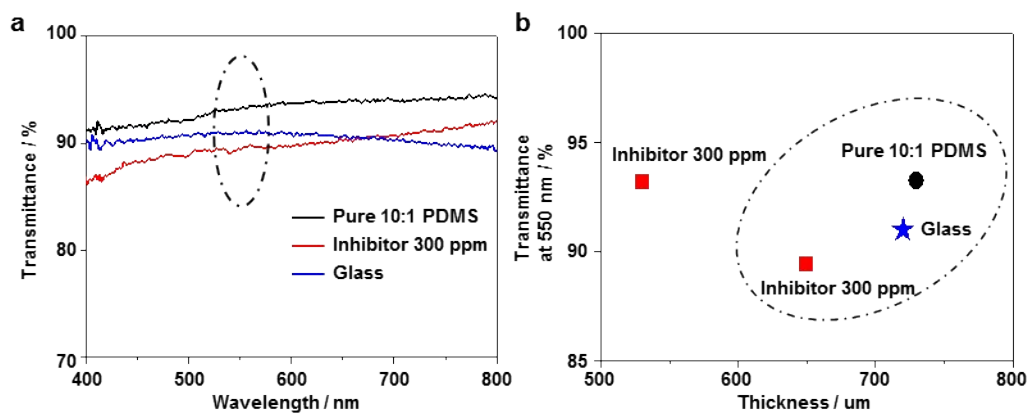 a
100
90
80
70
400
500
600
700
800
Transmittance / %
Wavelength / nm
Pure 10:1 PDMS
Inhibitor 300 ppm
Glass
b
100
95
90
85
500
600
700
800
Transmittance
at 550 nm / %
Thickness / um
Inhibitor 300 ppm
Pure 10:1 PDMS
Glass
Inhibitor 300 ppm